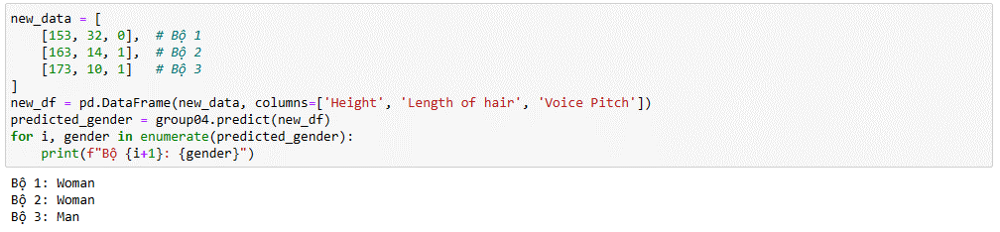 new_data = [
    [153, 32, 0],  # Bộ 1
    [163, 14, 1],  # Bộ 2
    [173, 10, 1]   # Bộ 3
]
new_df = pd.DataFrame(new_data, columns=['Height', 'Length of hair', 'Voice Pitch'])
predicted_gender = group04.predict(new_df)
for i, gender in enumerate(predicted_gender):
    print(f"Bộ {i+1}: {gender}")
Bộ 1: Woman
Bộ 2: Woman
Bộ 3: Man